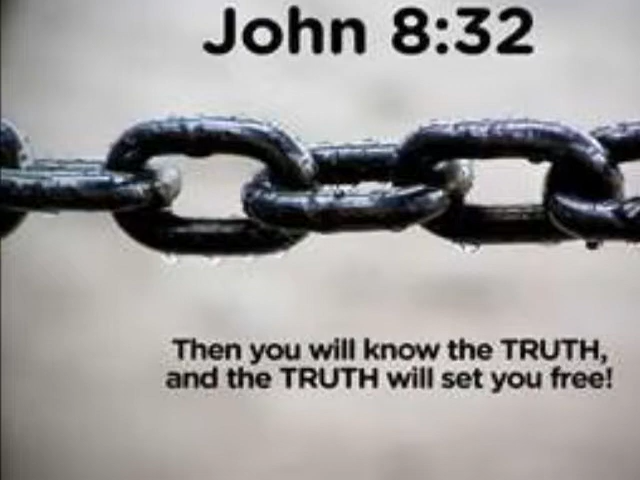 John 8:32
Then you will know the TRUTH,
and the TRUTH will set you free!